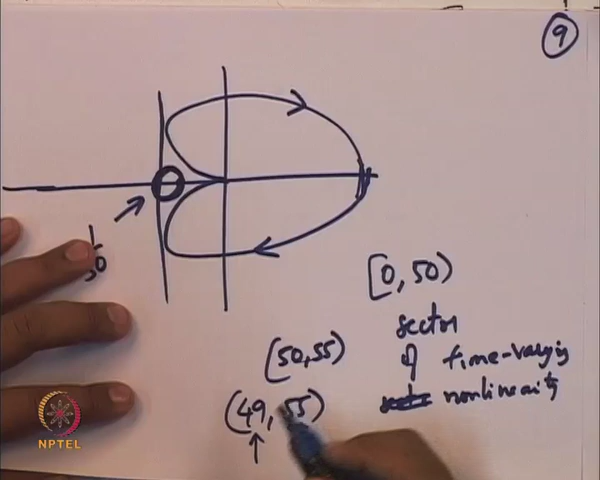 9
1
50
[0, 50)
sector
of time-varying
nonlinearity
[50, 55)
(49, 55)
NPTEL